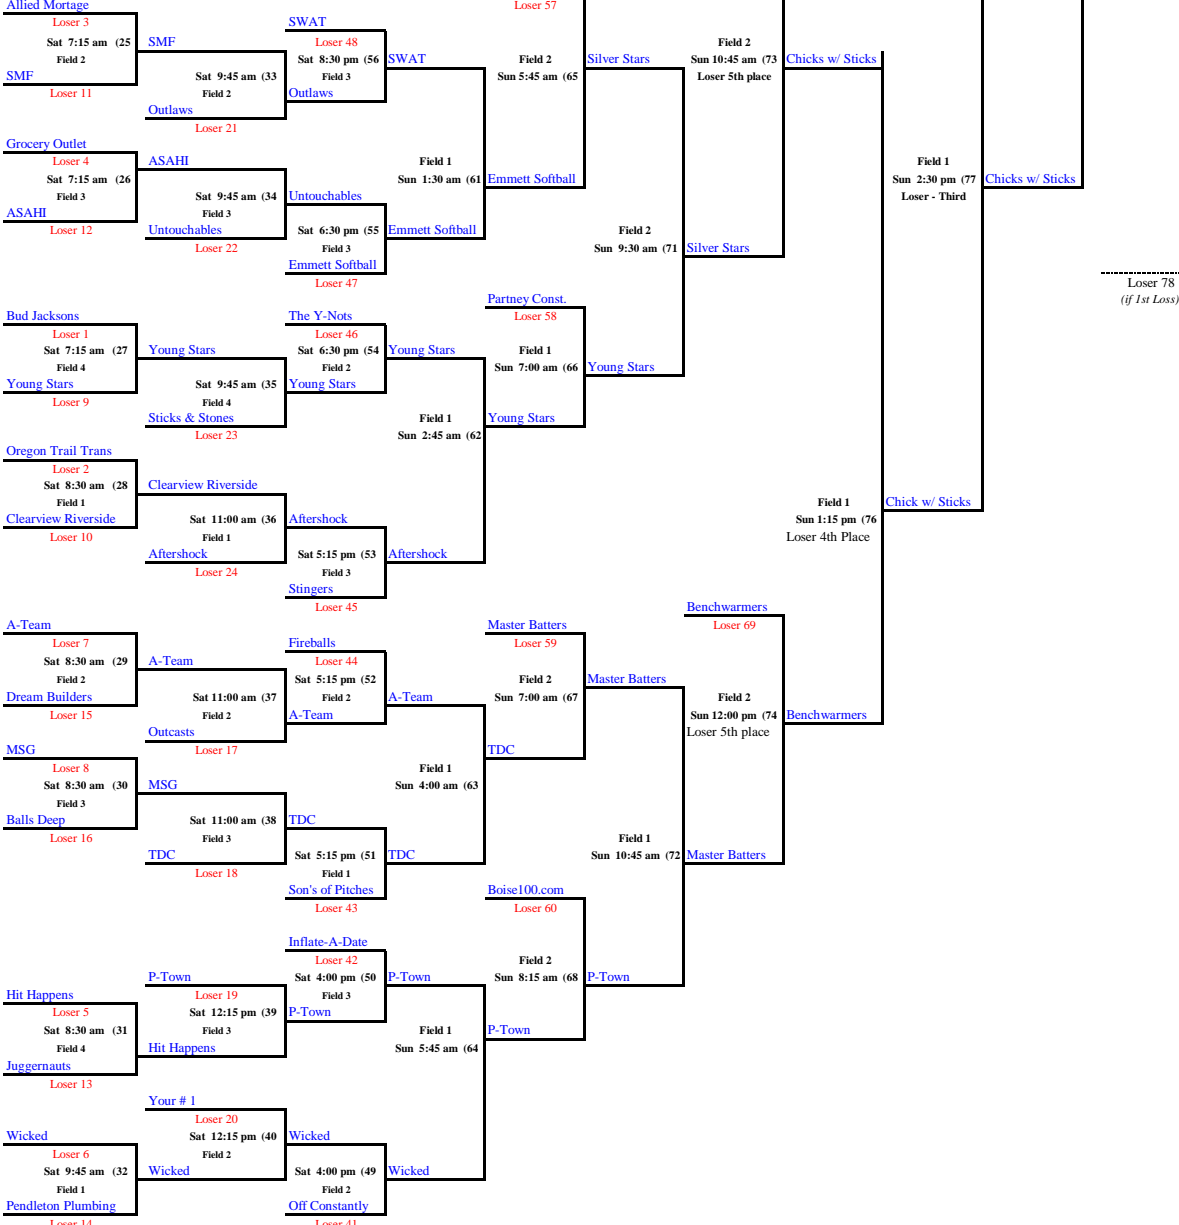 Allied Mortage
Loser 3
Sat 7:15 am (25
Field 2
SMF
Loser 11
SMF
Sat 9:45 am (33
Field 2
Outlaws
Loser 21
SWAT
Loser 48
Sat 8:30 pm (56
Field 3
Outlaws
SWAT
Loser 57
Field 2
Sun 5:45 am (65
Silver Stars
Field 2
Sun 10:45 am (73
Loser 5th place
Chicks w/ Sticks
Grocery Outlet
Loser 4
Sat 7:15 am (26
Field 3
ASAHI
Loser 12
ASAHI
Sat 9:45 am (34
Field 3
Untouchables
Loser 22
Untouchables
Sat 6:30 pm (55
Field 3
Emmett Softball
Loser 47
Emmett Softball
Field 1
Sun 1:30 am (61
Emmett Softball
Field 2
Sun 9:30 am (71
Silver Stars
Field 1
Sun 2:30 pm (77
Loser - Third
Chicks w/ Sticks
Loser 78
(if 1st Loss)
Bud Jacksons
Loser 1
Sat 7:15 am (27
Field 4
Young Stars
Loser 9
Young Stars
Sat 9:45 am (35
Field 4
Sticks & Stones
Loser 23
The Y-Nots
Loser 46
Sat 6:30 pm (54
Field 2
Young Stars
Young Stars
Field 1
Sun 2:45 am (62
Partney Const.
Loser 58
Field 1
Sun 7:00 am (66
Young Stars
Young Stars
Oregon Trail Trans
Loser 2
Sat 8:30 am (28
Field 1
Clearview Riverside
Loser 10
Clearview Riverside
Sat 11:00 am (36
Field 1
Aftershock
Loser 24
Aftershock
Sat 5:15 pm (53
Field 3
Stingers
Loser 45
Aftershock
Field 1
Sun 1:15 pm (76
Loser 4th Place
Chick w/ Sticks
A-Team
Loser 7
Sat 8:30 am (29
Field 2
Dream Builders
Loser 15
A-Team
Sat 11:00 am (37
Field 2
Outcasts
Loser 17
Fireballs
Loser 44
Sat 5:15 pm (52
Field 2
A-Team
A-Team
Field 1
Sun 4:00 am (63
Master Batters
Loser 59
Field 2
Sun 7:00 am (67
TDC
Master Batters
Benchwarmers
Loser 69
Field 2
Sun 12:00 pm (74
Loser 5th place
Benchwarmers
MSG
Loser 8
Sat 8:30 am (30
Field 3
Balls Deep
Loser 16
MSG
Sat 11:00 am (38
Field 3
TDC
Loser 18
TDC
Sat 5:15 pm (51
Field 1
Son's of Pitches
Loser 43
TDC
Field 1
Sun 10:45 am (72
Master Batters
Hit Happens
Loser 5
Sat 8:30 am (31
Field 4
Juggernauts
Loser 13
P-Town
Loser 19
Sat 12:15 pm (39
Field 3
Hit Happens
Inflate-A-Date
Loser 42
Sat 4:00 pm (50
Field 3
P-Town
P-Town
Field 1
Sun 5:45 am (64
Boise100.com
Loser 60
Field 2
Sun 8:15 am (68
P-Town
P-Town
Wicked
Loser 6
Sat 9:45 am (32
Field 1
Pendleton Plumbing
Loser 14
Your # 1
Loser 20
Sat 12:15 pm (40
Field 2
Wicked
Wicked
Sat 4:00 pm (49
Field 2
Off Constantly
Loser 41
Wicked